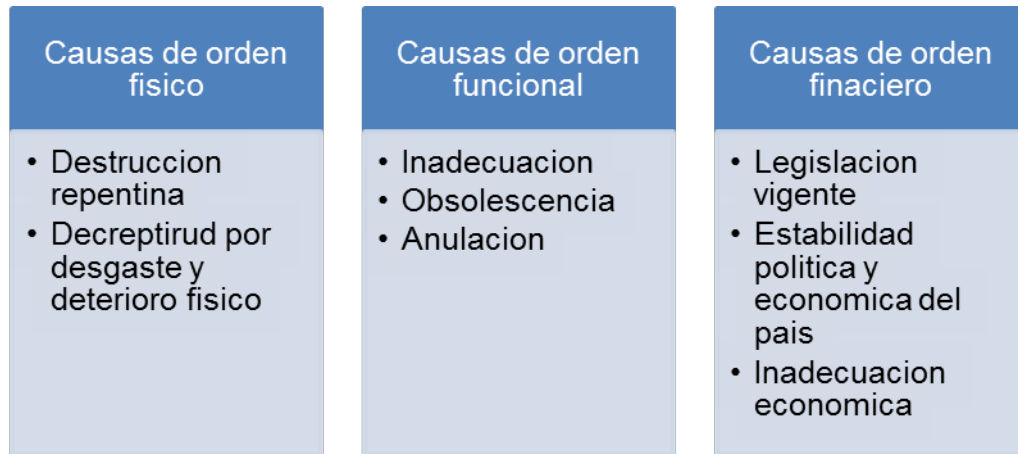 Causas de orden
fisico
• Destruccion
repentina
• Decreptirud por
desgaste y
deterioro fisico
Causas de orden
funcional
• Inadecuacion
• Obsolescencia
• Anulacion
Causas de orden
finaciero
• Legislacion
vigente
• Estabilidad
politica y
economica del
pais
• Inadecuacion
economica